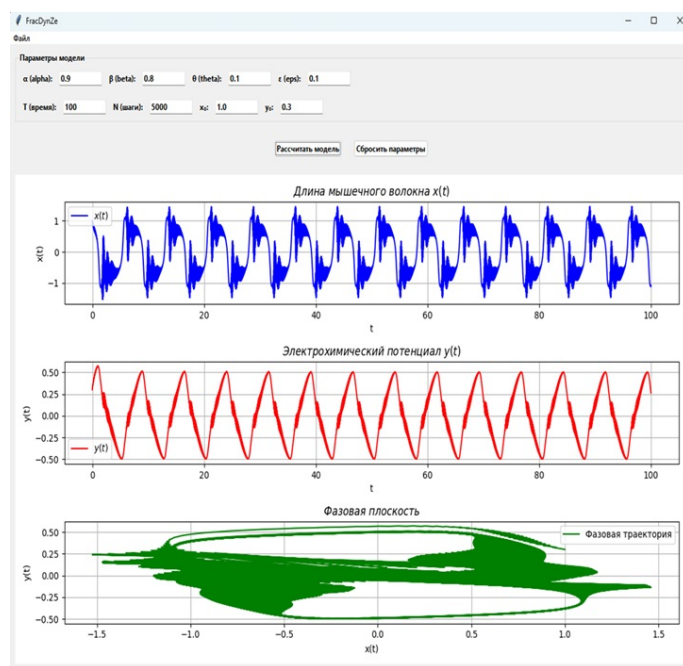 FracDynZe
Файл
Параметры модели
α (alpha): 0.9 β (beta): 0.8 θ (theta): 0.1 ε (eps): 0.1
T (время): 100 N (шаги): 5000 x₀: 1.0 y₀: 0.3
Рассчитать модель Сбросить параметры
Длина мышечного волокна x(t)
x(t)
1
0
−1
x(t)
0 20 40 60 80 100
t
Электрохимический потенциал y(t)
0.50
0.25
0.00
−0.25
−0.50
y(t)
y(t)
0 20 40 60 80 100
t
Фазовая плоскость
Фазовая траектория
0.50
0.25
0.00
−0.25
−0.50
y(t)
−1.5 −1.0 −0.5 0.0 0.5 1.0 1.5
x(t)